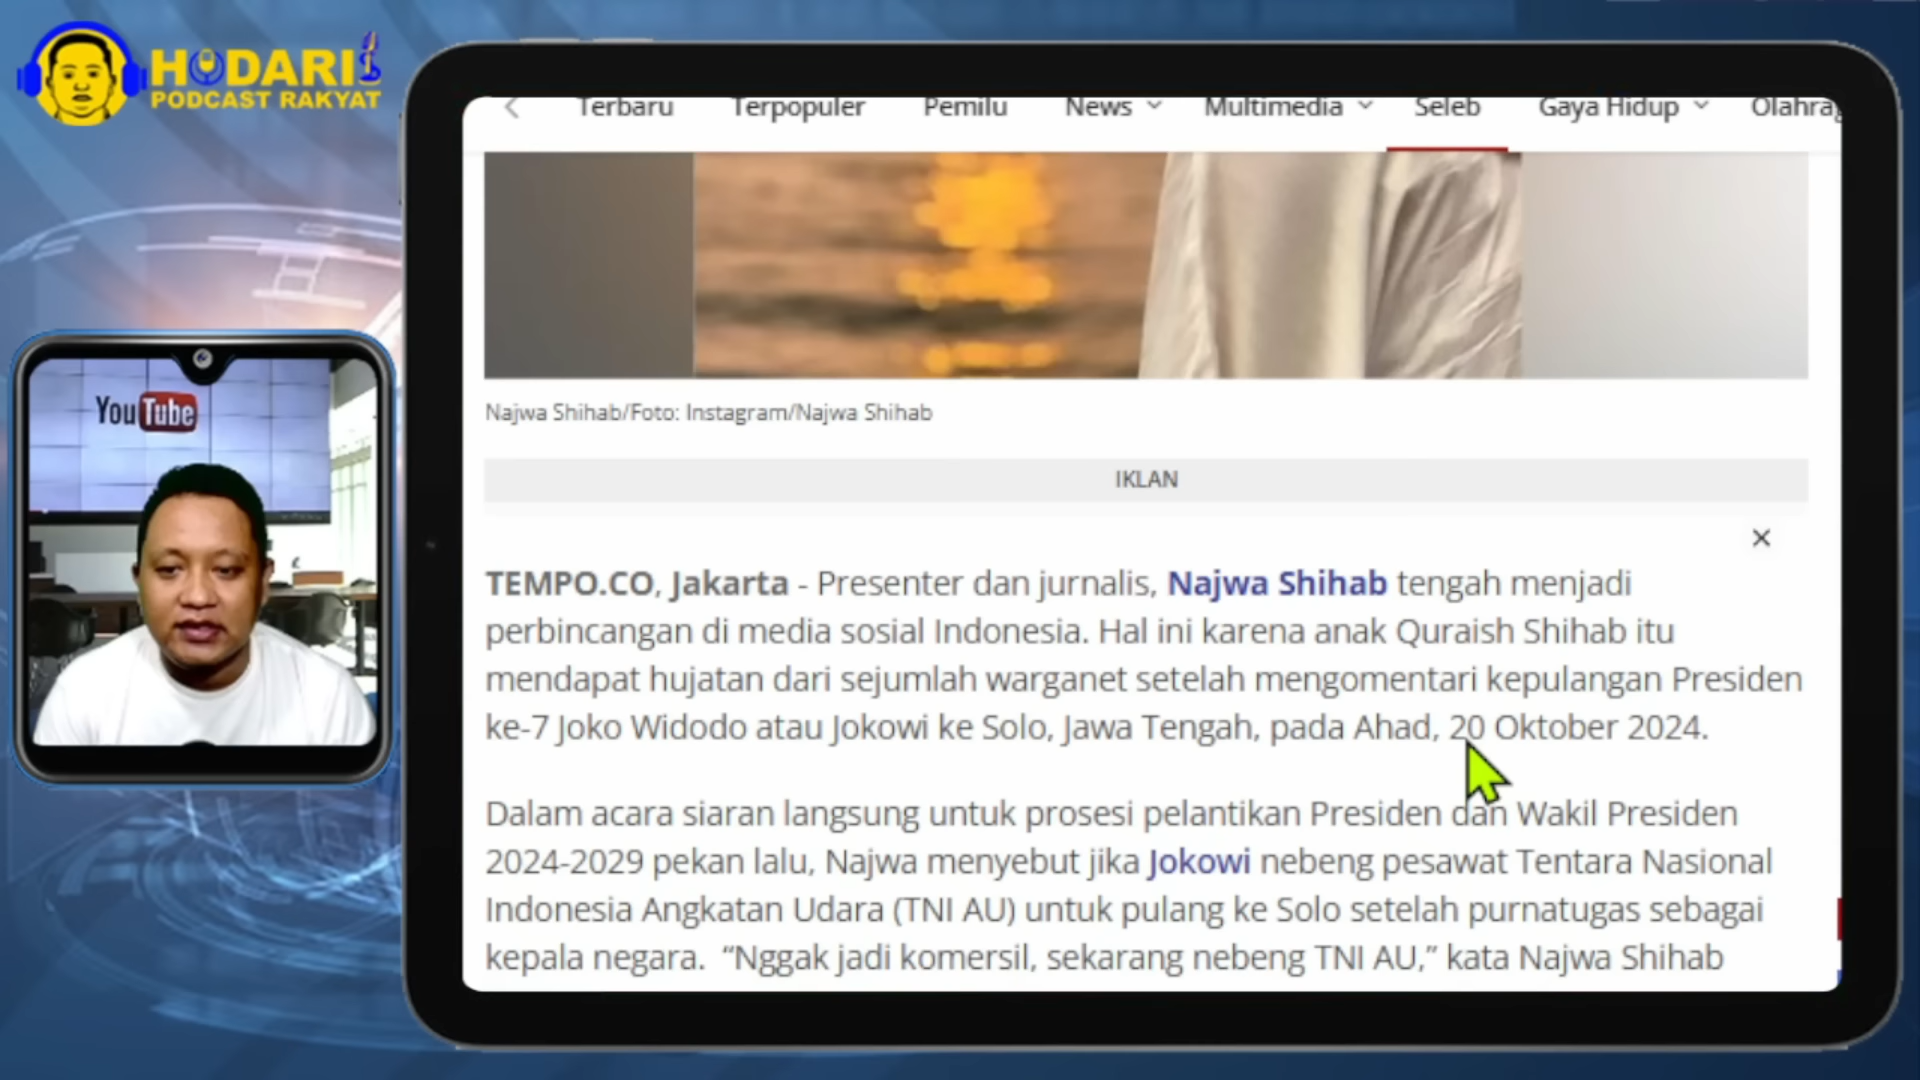 HODARI
PODCAST RAKYAT
YouTube
Terbaru Terpopuler Pemilu News Multimedia Seleb Gaya Hidup Olahrag
Najwa Shihab/Foto: Instagram/Najwa Shihab
IKLAN
TEMPO.CO, Jakarta - Presenter dan jurnalis, Najwa Shihab tengah menjadi
perbincangan di media sosial Indonesia. Hal ini karena anak Quraish Shihab itu
mendapat hujatan dari sejumlah warganet setelah mengomentari kepulangan Presiden
ke-7 Joko Widodo atau Jokowi ke Solo, Jawa Tengah, pada Ahad, 20 Oktober 2024.
Dalam acara siaran langsung untuk prosesi pelantikan Presiden dan Wakil Presiden
2024-2029 pekan lalu, Najwa menyebut jika Jokowi nebeng pesawat Tentara Nasional
Indonesia Angkatan Udara (TNI AU) untuk pulang ke Solo setelah purnatugas sebagai
kepala negara. “Nggak jadi komersil, sekarang nebeng TNI AU,” kata Najwa Shihab